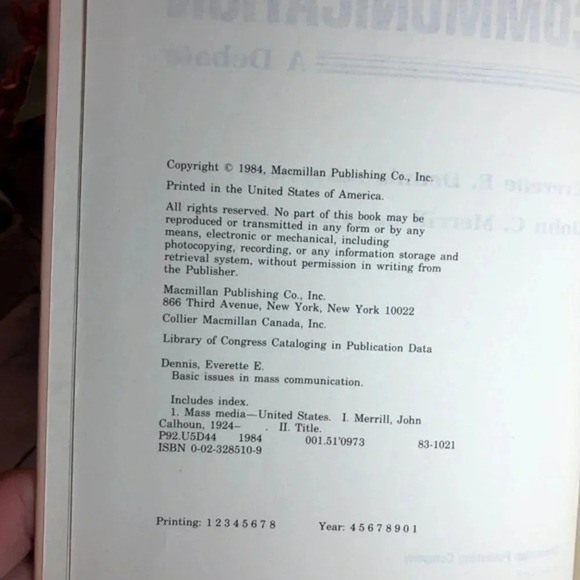 Copyright © 1984, Macmillan Publishing Co., Inc.
Printed in the United States of America.
All rights reserved. No part of this book may be
reproduced or transmitted in any form or by any
means, electronic or mechanical, including
photocopying, recording, or any information storage and
retrieval system, without permission in writing from
the Publisher.
Macmillan Publishing Co., Inc.
866 Third Avenue, New York, New York 10022
Collier Macmillan Canada, Inc.
Library of Congress Cataloging in Publication Data
Dennis, Everette E.
Basic issues in mass communication.
Includes index.
1. Mass media—United States. I. Merrill, John
Calhoun, 1924– . II. Title.
P92.U5D44 1984 001.51'0973 83-1021
ISBN 0-02-328510-9
Printing: 1 2 3 4 5 6 7 8 Year: 4 5 6 7 8 9 0 1